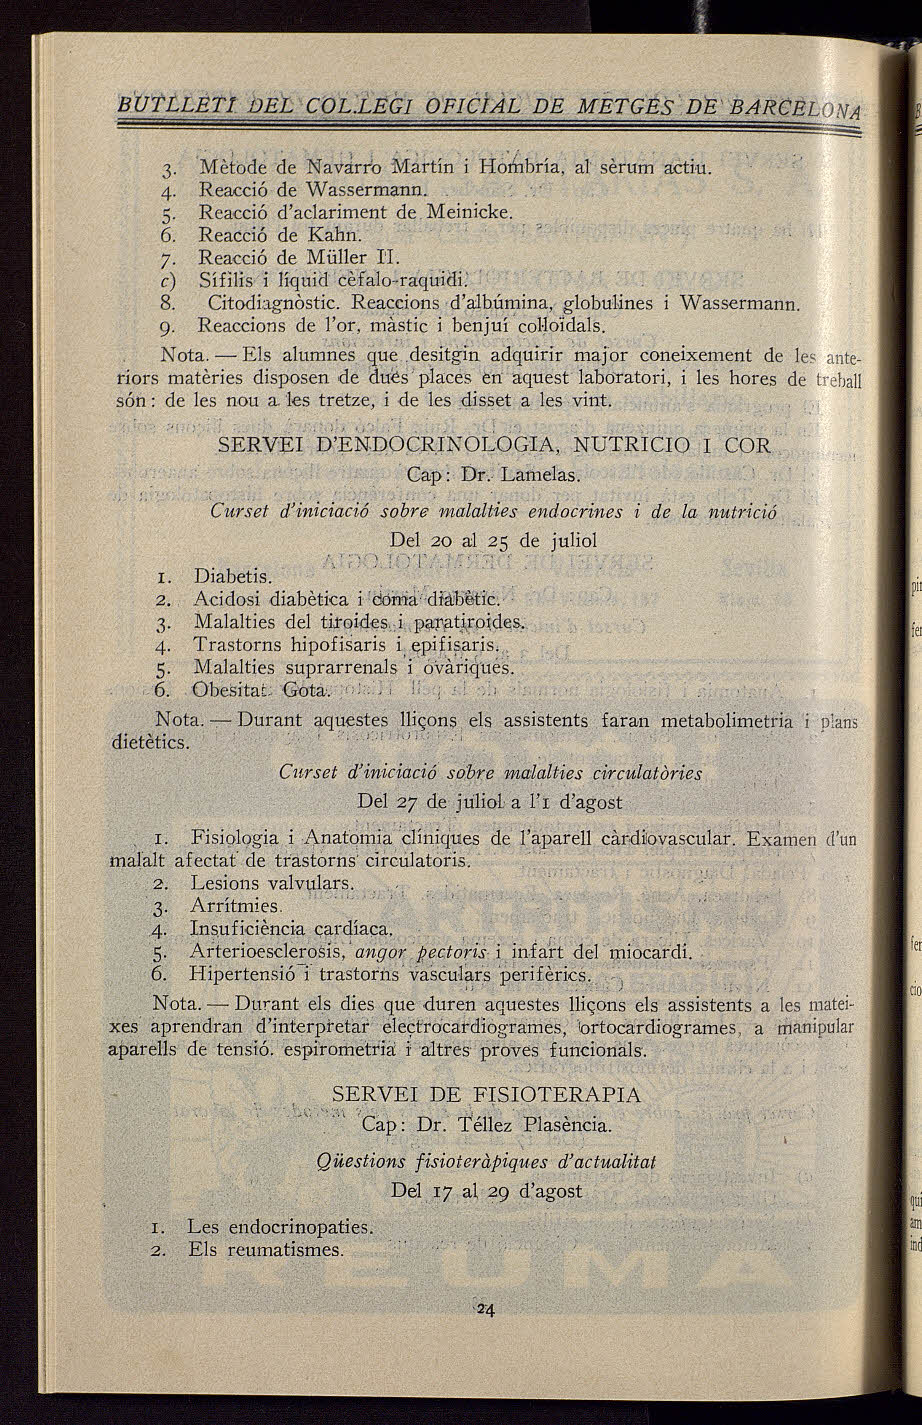 BUTLLETI DEL COL.LEGI OFICIAL DE METGES DE BARCELONA
3. Mètode de Navarro Martín i Hombría, al sèrum actiu.
4. Reacció de Wassermann.
5. Reacció d'aclariment de Meinicke.
6. Reacció de Kahn.
7. Reacció de Müller II.
c) Sífilis i líquid cèfalo-raquidi.
8. Citodiagnòstic. Reaccions d'albúmina, globulines i Wassermann.
9. Reaccions de l'or, màstic i benjuí col·loidals.
Nota. — Els alumnes que desitgin adquirir major coneixement de les ante-
riors matèries disposen de dues places en aquest laboratori, i les hores de treball
són: de les nou a les tretze, i de les disset a les vint.
SERVEI D'ENDOCRINOLOGIA, NUTRICIO I COR
Cap: Dr. Lamelas.
Curset d'iniciació sobre malalties endocrines i de la nutrició
Del 20 al 25 de juliol
1. Diabetis.
2. Acidosi diabètica i coma diabètic.
3. Malalties del tiroides i paratiroides.
4. Trastorns hipofisaris i epifisaris.
5. Malalties suprarrenals i ovàriques.
6. Obesitat. Gota.
Nota. — Durant aquestes lliçons els assistents faran metabolimetria i plans
dietètics.
Curset d'iniciació sobre malalties circulatòries
Del 27 de juliol a l'1 d'agost
1. Fisiologia i Anatomia clíniques de l'aparell càrdiovascular. Examen d'un
malalt afectat de trastorns circulatoris.
2. Lesions valvulars.
3. Arrítmies.
4. Insuficiència cardíaca.
5. Arterioesclerosis, angor pectoris i infart del miocardi.
6. Hipertensió i trastorns vasculars perifèrics.
Nota. — Durant els dies que duren aquestes lliçons els assistents a les matei-
xes aprendran d'interpretar electrocardiogrames, ortocardiogrames, a manipular
aparells de tensió. espirometria i altres proves funcionals.
SERVEI DE FISIOTERAPIA
Cap: Dr. Téllez Plasència.
Qüestions fisioteràpiques d'actualitat
Del 17 al 29 d'agost
1. Les endocrinopaties.
2. Els reumatismes.
24